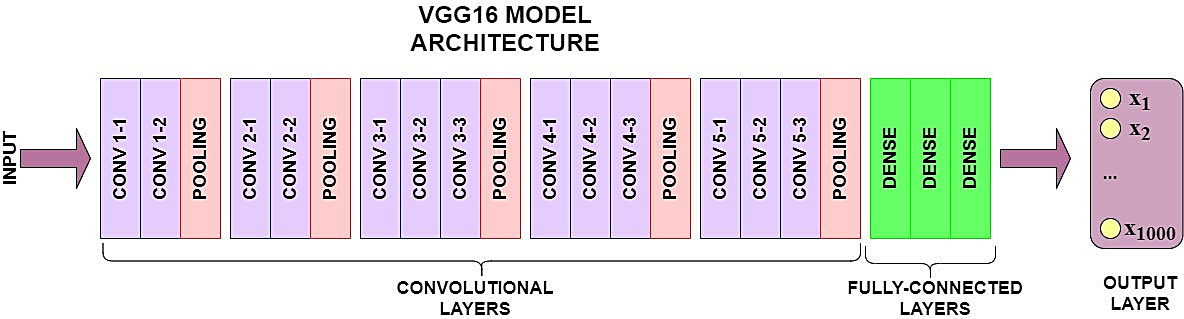 VGG16 MODEL
ARCHITECTURE
INPUT
CONV 1-1
CONV 1-2
POOLING
CONV 2-1
CONV 2-2
POOLING
CONV 3-1
CONV 3-2
CONV 3-3
POOLING
CONV 4-1
CONV 4-2
CONV 4-3
POOLING
CONV 5-1
CONV 5-2
CONV 5-3
POOLING
DENSE
DENSE
DENSE
x1
x2
...
x1000
CONVOLUTIONAL
LAYERS
FULLY-CONNECTED
LAYERS
OUTPUT
LAYER